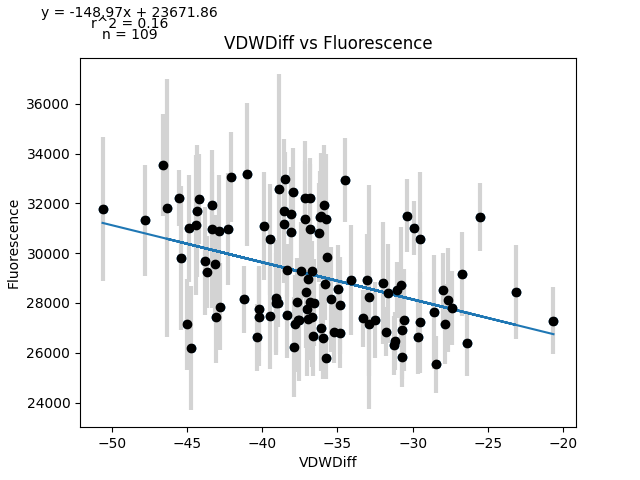 y = -148.97x + 23671.86
r^2 = 0.16
n = 109
VDWDiff vs Fluorescence
36000
34000
32000
30000
28000
26000
24000
Fluorescence
−50 −45 −40 −35 −30 −25 −20
VDWDiff